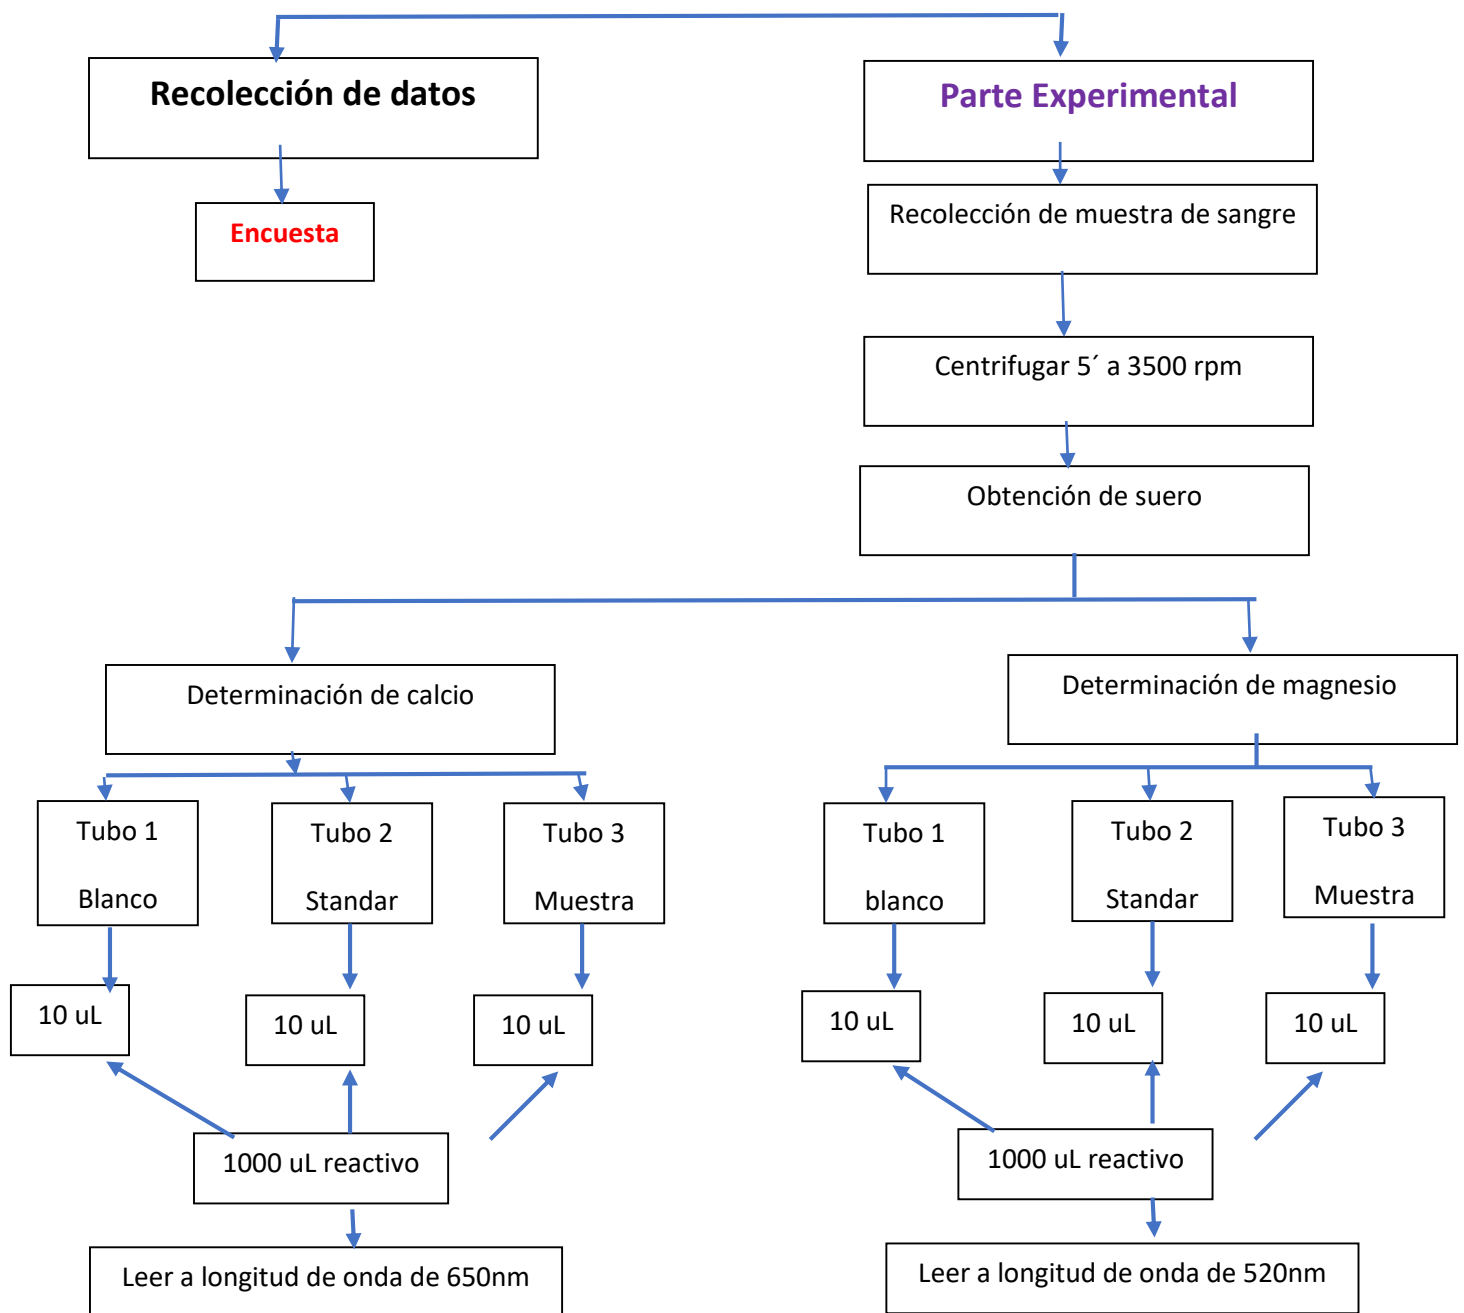 Recolección de datos
Parte Experimental
Encuesta
Recolección de muestra de sangre
Centrifugar 5´ a 3500 rpm
Obtención de suero
Determinación de calcio
Determinación de magnesio
Tubo 1
Blanco
Tubo 2
Standar
Tubo 3
Muestra
Tubo 1
blanco
Tubo 2
Standar
Tubo 3
Muestra
10 uL
10 uL
10 uL
10 uL
10 uL
10 uL
1000 uL reactivo
1000 uL reactivo
Leer a longitud de onda de 650nm
Leer a longitud de onda de 520nm